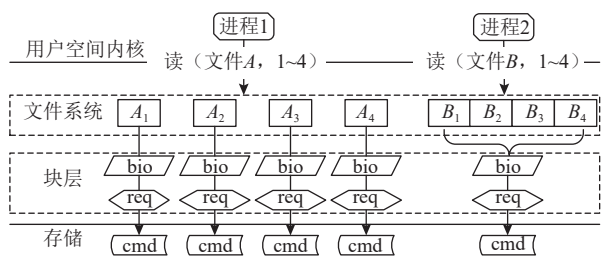 进程1 进程2
用户空间内核 读（文件A，1~4） 读（文件B，1~4）
文件系统 A1 A2 A3 A4 B1 B2 B3 B4
块层 bio bio bio bio bio
req req req req req
存储 cmd cmd cmd cmd cmd